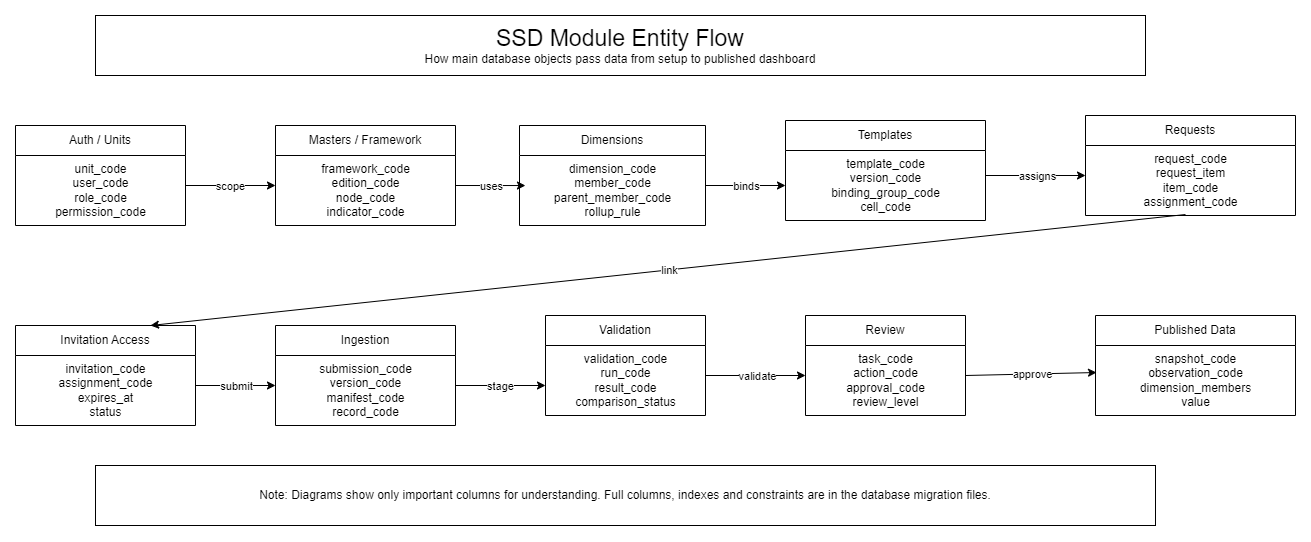 SSD Module Entity Flow
How main database objects pass data from setup to published dashboard
Auth / Units
unit_code
user_code
role_code
permission_code
scope
Masters / Framework
framework_code
edition_code
node_code
indicator_code
uses
Dimensions
dimension_code
member_code
parent_member_code
rollup_rule
binds
Templates
template_code
version_code
binding_group_code
cell_code
assigns
Requests
request_code
request_item
item_code
assignment_code
link
Invitation Access
invitation_code
assignment_code
expires_at
status
submit
Ingestion
submission_code
version_code
manifest_code
record_code
stage
Validation
validation_code
run_code
result_code
comparison_status
validate
Review
task_code
action_code
approval_code
review_level
approve
Published Data
snapshot_code
observation_code
dimension_members
value
Note: Diagrams show only important columns for understanding. Full columns, indexes and constraints are in the database migration files.